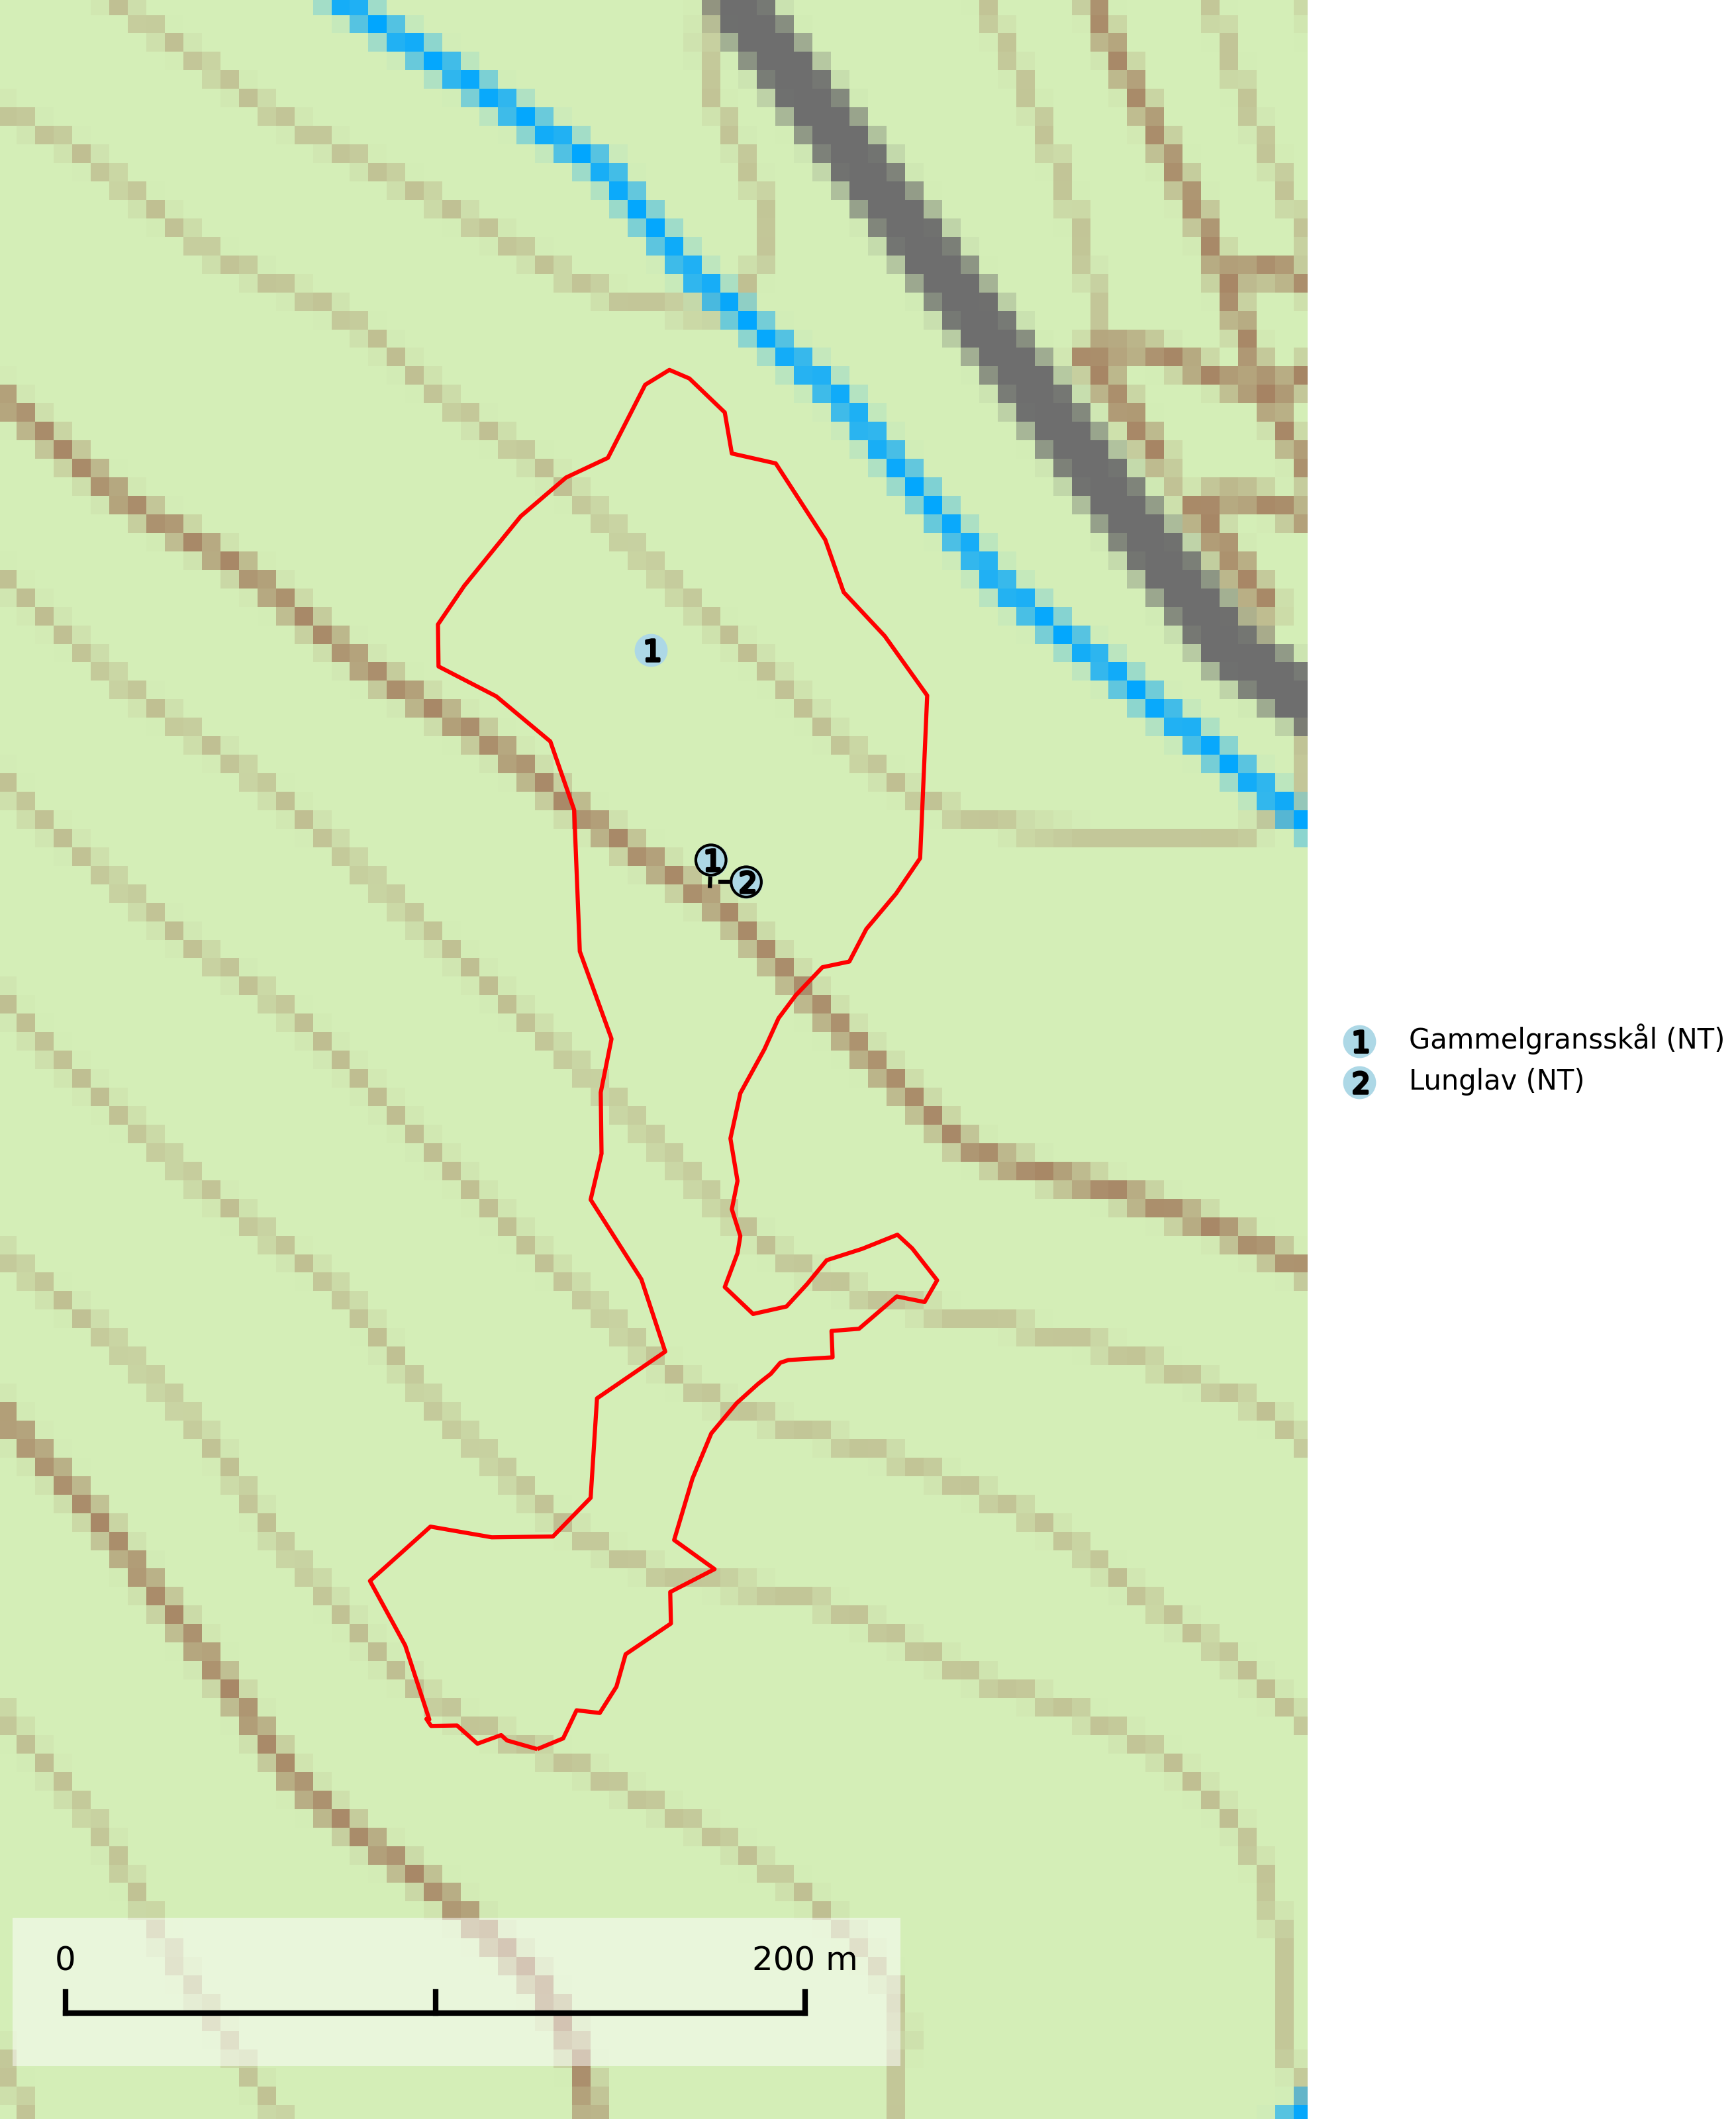 1
1
2
1 Gammelgransskål (NT)
2 Lunglav (NT)
0 200 m